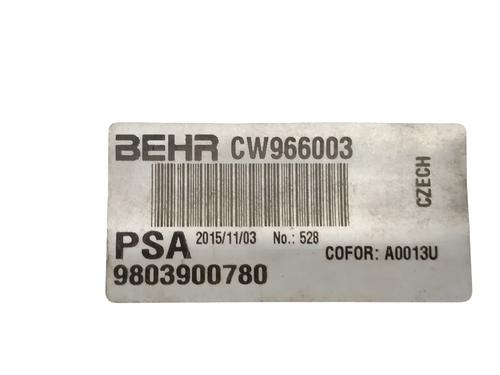 BEHR CW966003
CZECH
PSA 2015/11/03 No.: 528
COFOR: A0013U
9803900780